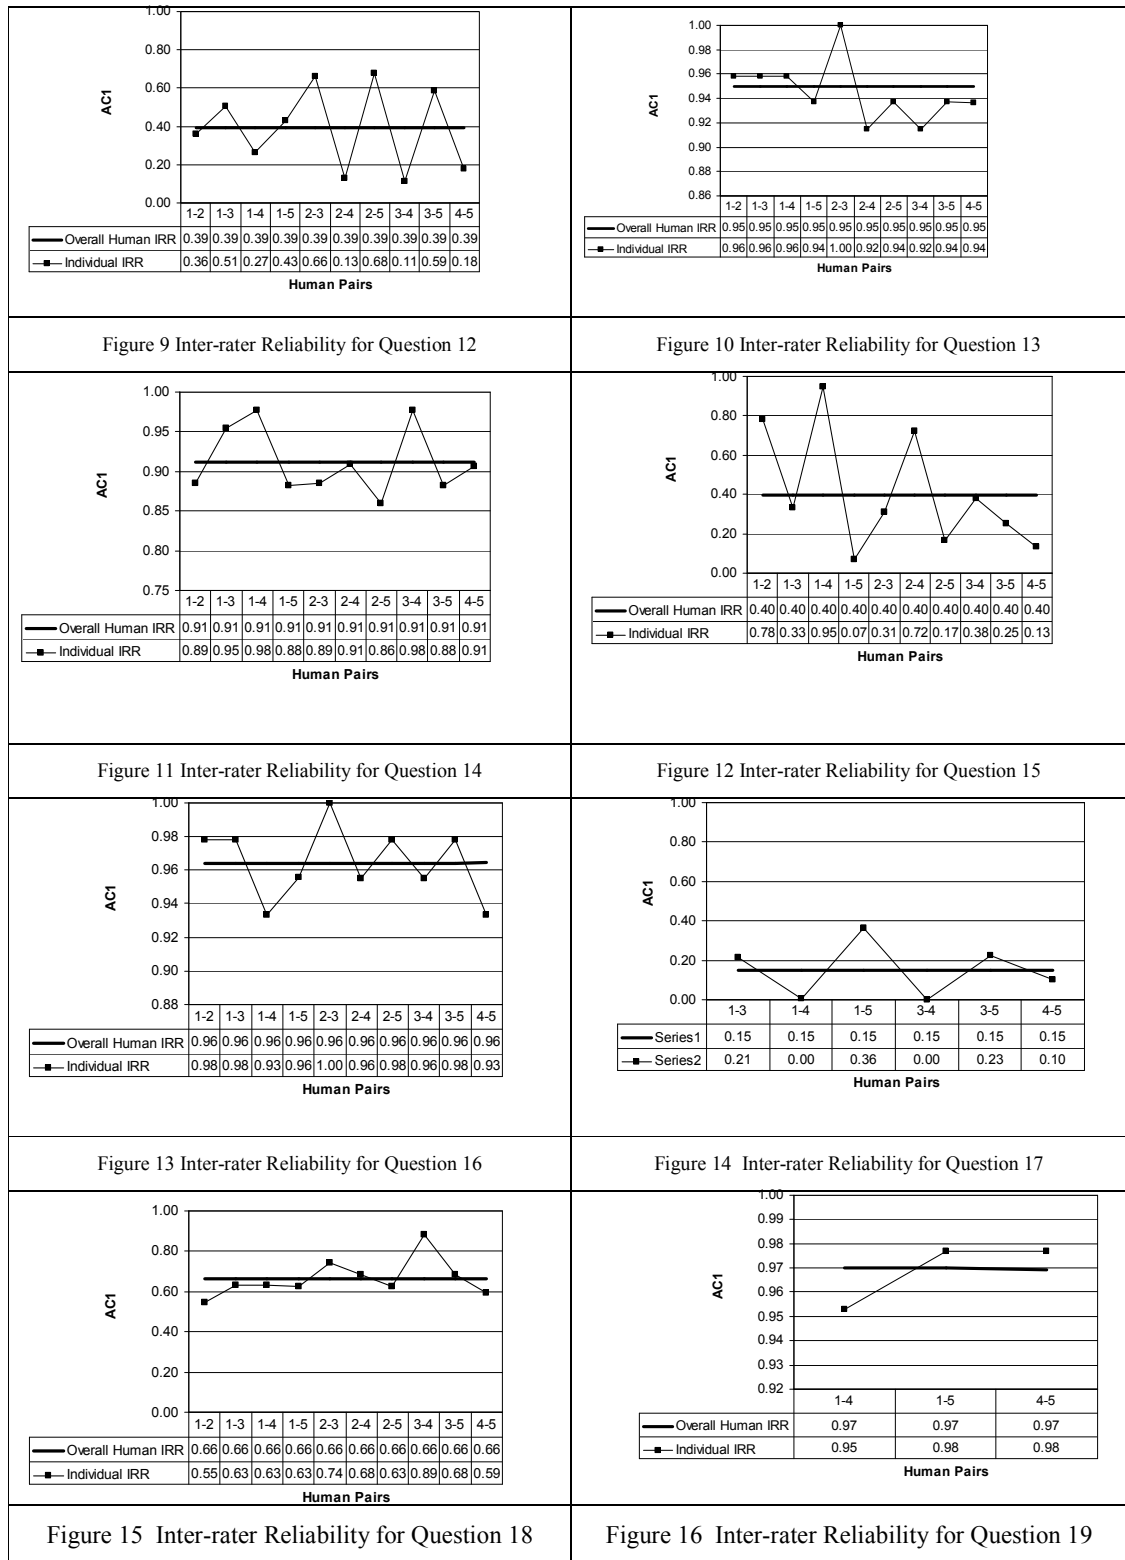 1.00
0.80
0.60
0.40
0.20
0.00
AC1
1-2 1-3 1-4 1-5 2-3 2-4 2-5 3-4 3-5 4-5
Overall Human IRR 0.39 0.39 0.39 0.39 0.39 0.39 0.39 0.39 0.39 0.39
Individual IRR 0.36 0.51 0.27 0.43 0.66 0.13 0.68 0.11 0.59 0.18
Human Pairs
Figure 9 Inter-rater Reliability for Question 12
1.00
0.98
0.96
0.94
0.92
0.90
0.88
0.86
AC1
1-2 1-3 1-4 1-5 2-3 2-4 2-5 3-4 3-5 4-5
Overall Human IRR 0.95 0.95 0.95 0.95 0.95 0.95 0.95 0.95 0.95 0.95
Individual IRR 0.96 0.96 0.96 0.94 1.00 0.92 0.94 0.92 0.94 0.94
Human Pairs
Figure 10 Inter-rater Reliability for Question 13
1.00
0.95
0.90
0.85
0.80
0.75
AC1
1-2 1-3 1-4 1-5 2-3 2-4 2-5 3-4 3-5 4-5
Overall Human IRR 0.91 0.91 0.91 0.91 0.91 0.91 0.91 0.91 0.91 0.91
Individual IRR 0.89 0.95 0.98 0.88 0.89 0.91 0.86 0.98 0.88 0.91
Human Pairs
Figure 11 Inter-rater Reliability for Question 14
1.00
0.80
0.60
0.40
0.20
0.00
AC1
1-2 1-3 1-4 1-5 2-3 2-4 2-5 3-4 3-5 4-5
Overall Human IRR 0.40 0.40 0.40 0.40 0.40 0.40 0.40 0.40 0.40 0.40
Individual IRR 0.78 0.33 0.95 0.07 0.31 0.72 0.17 0.38 0.25 0.13
Human Pairs
Figure 12 Inter-rater Reliability for Question 15
1.00
0.98
0.96
0.94
0.92
0.90
0.88
AC1
1-2 1-3 1-4 1-5 2-3 2-4 2-5 3-4 3-5 4-5
Overall Human IRR 0.96 0.96 0.96 0.96 0.96 0.96 0.96 0.96 0.96 0.96
Individual IRR 0.98 0.98 0.93 0.96 1.00 0.96 0.98 0.96 0.98 0.93
Human Pairs
Figure 13 Inter-rater Reliability for Question 16
1.00
0.80
0.60
0.40
0.20
0.00
AC1
1-3 1-4 1-5 3-4 3-5 4-5
Series1 0.15 0.15 0.15 0.15 0.15 0.15
Series2 0.21 0.00 0.36 0.00 0.23 0.10
Human Pairs
Figure 14 Inter-rater Reliability for Question 17
1.00
0.80
0.60
0.40
0.20
0.00
AC1
1-2 1-3 1-4 1-5 2-3 2-4 2-5 3-4 3-5 4-5
Overall Human IRR 0.66 0.66 0.66 0.66 0.66 0.66 0.66 0.66 0.66 0.66
Individual IRR 0.55 0.63 0.63 0.63 0.74 0.68 0.63 0.89 0.68 0.59
Human Pairs
Figure 15 Inter-rater Reliability for Question 18
1.00
0.99
0.98
0.97
0.96
0.95
0.94
0.93
0.92
AC1
1-4 1-5 4-5
Overall Human IRR 0.97 0.97 0.97
Individual IRR 0.95 0.98 0.98
Human Pairs
Figure 16 Inter-rater Reliability for Question 19